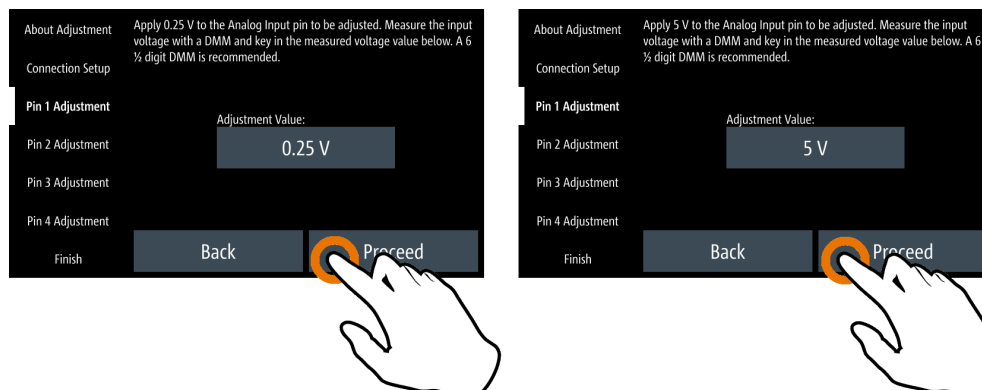 About Adjustment
Connection Setup
Pin 1 Adjustment
Pin 2 Adjustment
Pin 3 Adjustment
Pin 4 Adjustment
Finish
Apply 0.25 V to the Analog Input pin to be adjusted. Measure the input
voltage with a DMM and key in the measured voltage value below. A 6
½ digit DMM is recommended.
Adjustment Value:
0.25 V
Back
Proceed
About Adjustment
Connection Setup
Pin 1 Adjustment
Pin 2 Adjustment
Pin 3 Adjustment
Pin 4 Adjustment
Finish
Apply 5 V to the Analog Input pin to be adjusted. Measure the input
voltage with a DMM and key in the measured voltage value below. A 6
½ digit DMM is recommended.
Adjustment Value:
5 V
Back
Proceed